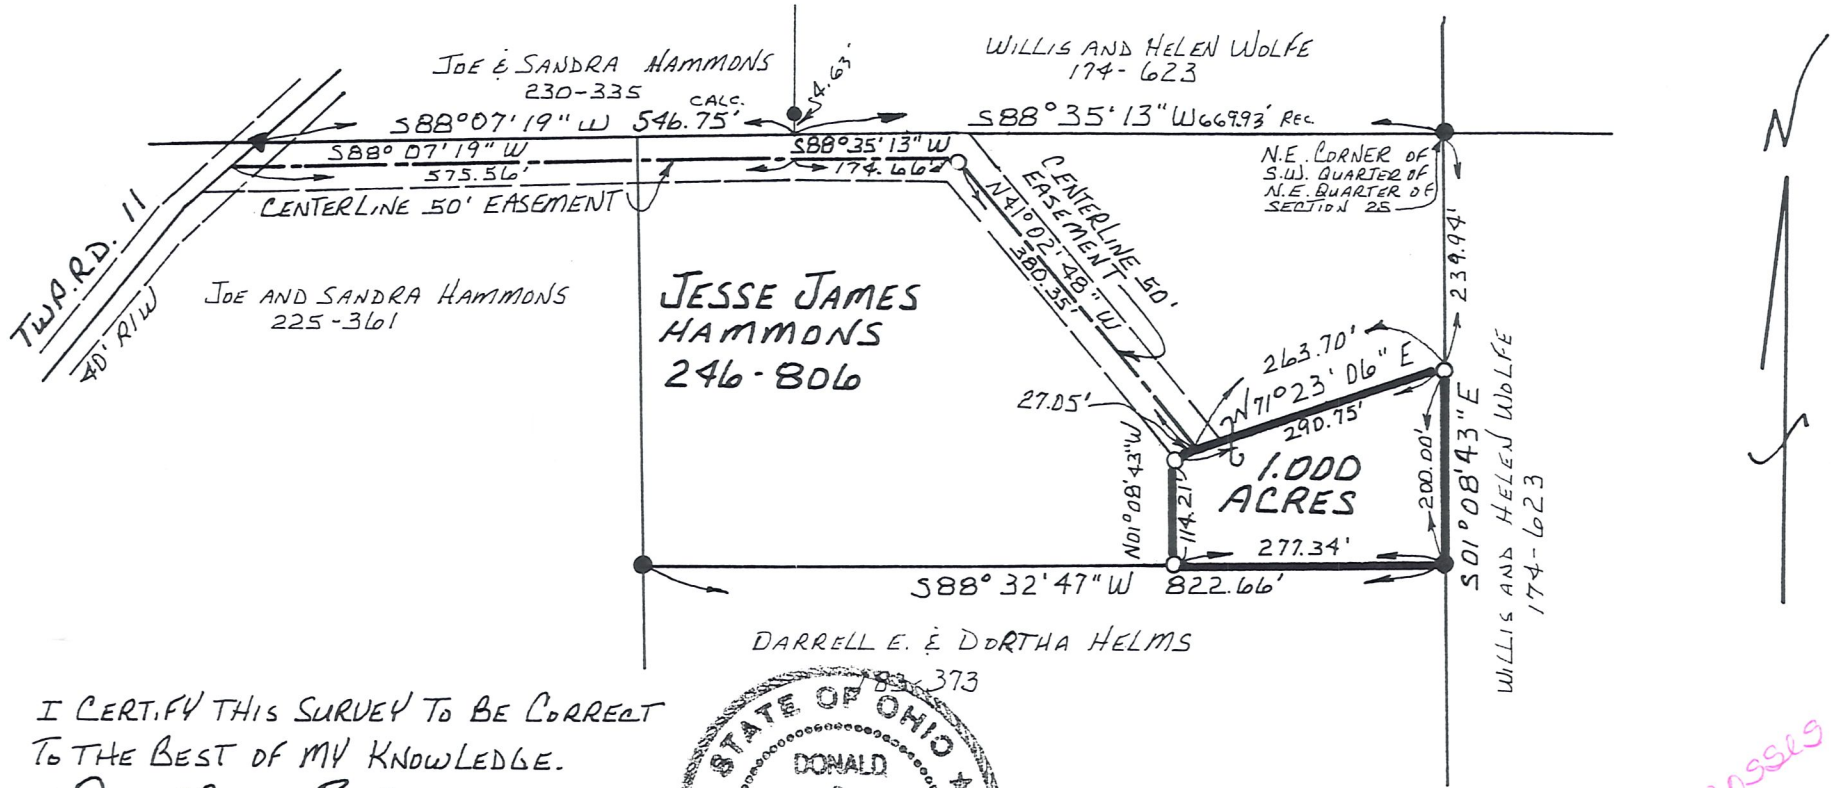 JOE & SANDRA HAMMONS
230-335
WILLIS AND HELEN WOLFE
174-623
54.63'
CALC.
S88°07'19"W 546.75'
S88°35'13"W 669.93' REC.
S88°07'19"W
575.56'
S88°35'13"W
174.66'
CENTERLINE 50' EASEMENT
N.E. CORNER OF
S.W. QUARTER OF
N.E. QUARTER OF
SECTION 25
CENTERLINE 50'
EASEMENT
N41°02'48"W
380.35'
239.94'
N
TWP. RD. 11
40' R/W
JOE AND SANDRA HAMMONS
225-361
JESSE JAMES
HAMMONS
246-806
263.70'
N71°23'06"E
290.75'
27.05'
N01°08'43"W
114.21'
1.000
ACRES
200.00'
S01°08'43"E
WILLIS AND HELEN WOLFE
174-623
277.34'
S88°32'47"W 822.66'
DARRELL E. & DORTHA HELMS
373
I CERTIFY THIS SURVEY TO BE CORRECT
TO THE BEST OF MY KNOWLEDGE.
STATE OF OHIO
DONALD